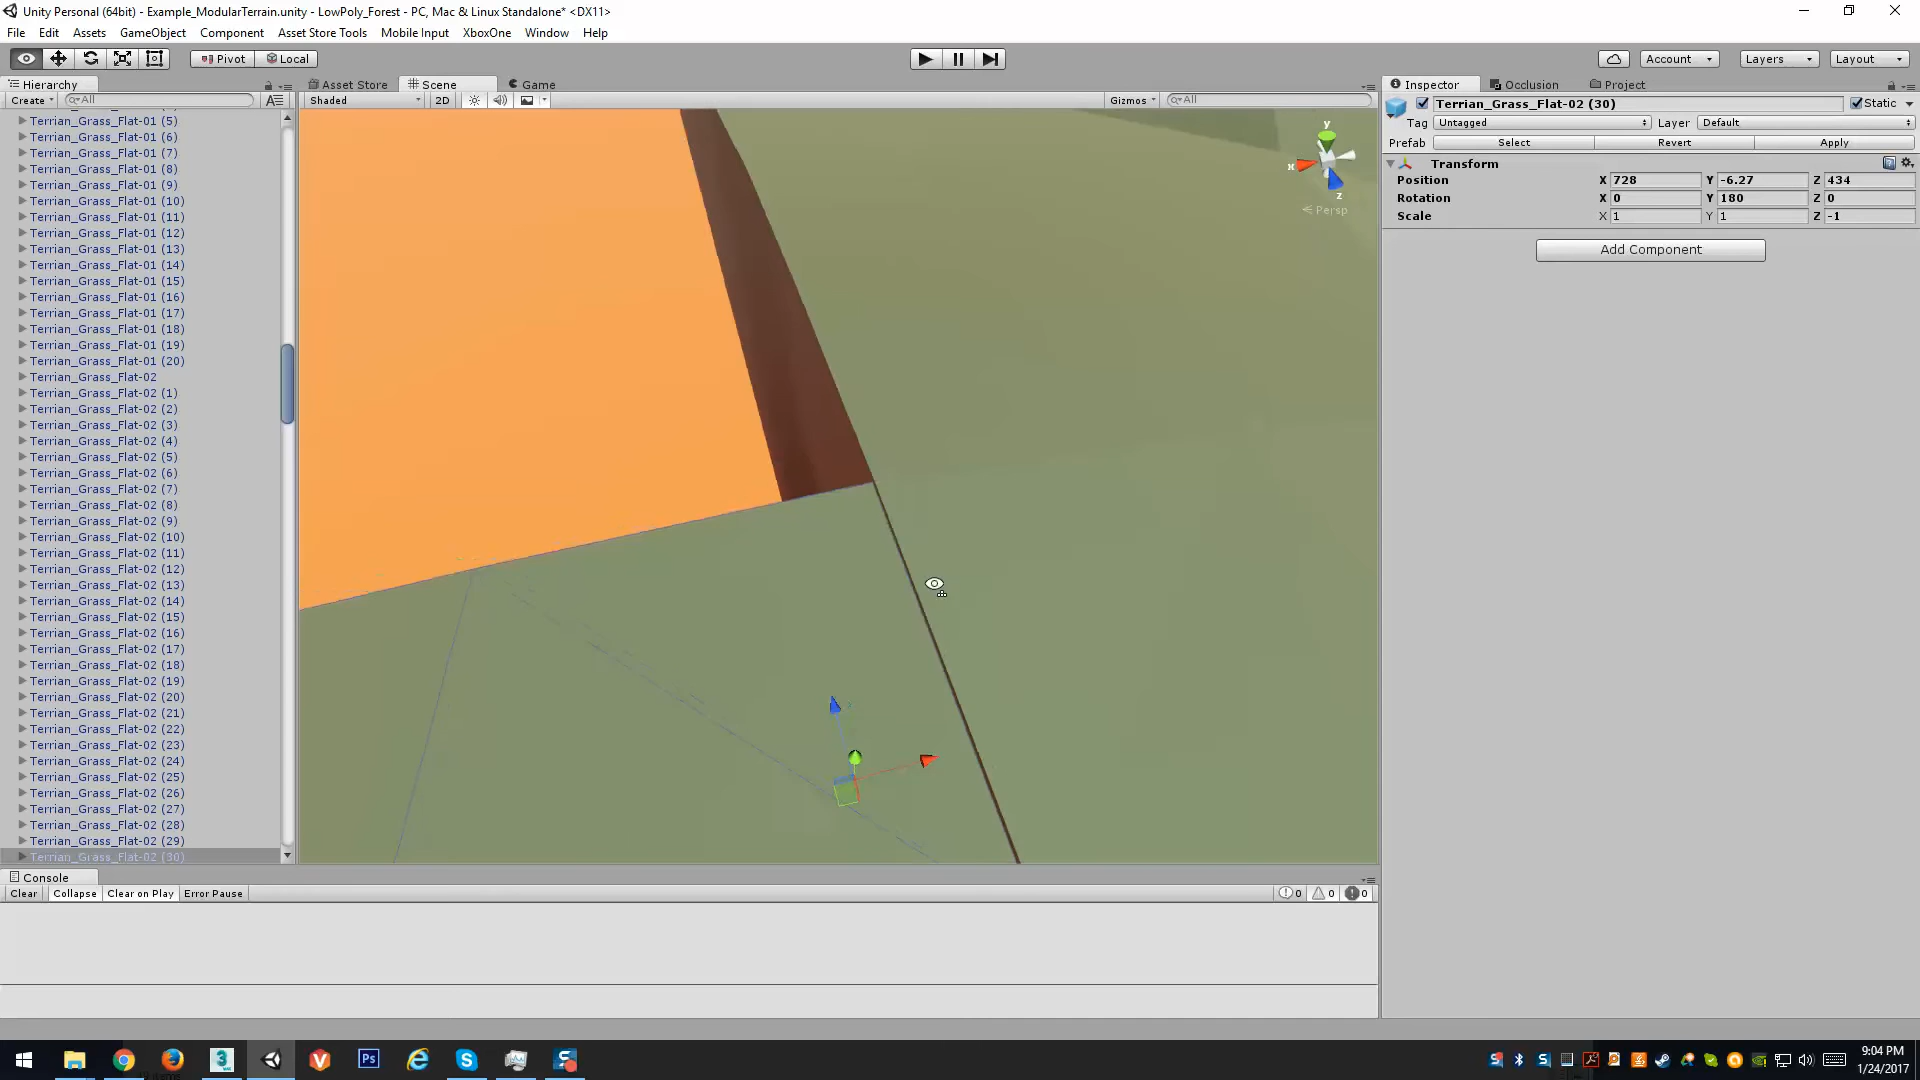 Unity Personal (64bit) - Example_ModularTerrain.unity - LowPoly_Forest - PC, Mac & Linux Standalone* <DX11>
File Edit Assets GameObject Component Asset Store Tools Mobile Input XboxOne Window Help
Pivot Local Account Layers Layout
Hierarchy Asset Store Scene Game Inspector Occlusion Project
Create All Shaded 2D Gizmos All
Terrian_Grass_Flat-02 (30) Static
Tag Untagged Layer Default
Prefab Select Revert Apply
Transform
Position X 728 Y -6.27 Z 434
Rotation X 0 Y 180 Z 0
Scale X 1 Y 1 Z -1
Add Component
y
x
z
Persp
Terrian_Grass_Flat-01 (5)
Terrian_Grass_Flat-01 (6)
Terrian_Grass_Flat-01 (7)
Terrian_Grass_Flat-01 (8)
Terrian_Grass_Flat-01 (9)
Terrian_Grass_Flat-01 (10)
Terrian_Grass_Flat-01 (11)
Terrian_Grass_Flat-01 (12)
Terrian_Grass_Flat-01 (13)
Terrian_Grass_Flat-01 (14)
Terrian_Grass_Flat-01 (15)
Terrian_Grass_Flat-01 (16)
Terrian_Grass_Flat-01 (17)
Terrian_Grass_Flat-01 (18)
Terrian_Grass_Flat-01 (19)
Terrian_Grass_Flat-01 (20)
Terrian_Grass_Flat-02
Terrian_Grass_Flat-02 (1)
Terrian_Grass_Flat-02 (2)
Terrian_Grass_Flat-02 (3)
Terrian_Grass_Flat-02 (4)
Terrian_Grass_Flat-02 (5)
Terrian_Grass_Flat-02 (6)
Terrian_Grass_Flat-02 (7)
Terrian_Grass_Flat-02 (8)
Terrian_Grass_Flat-02 (9)
Terrian_Grass_Flat-02 (10)
Terrian_Grass_Flat-02 (11)
Terrian_Grass_Flat-02 (12)
Terrian_Grass_Flat-02 (13)
Terrian_Grass_Flat-02 (14)
Terrian_Grass_Flat-02 (15)
Terrian_Grass_Flat-02 (16)
Terrian_Grass_Flat-02 (17)
Terrian_Grass_Flat-02 (18)
Terrian_Grass_Flat-02 (19)
Terrian_Grass_Flat-02 (20)
Terrian_Grass_Flat-02 (21)
Terrian_Grass_Flat-02 (22)
Terrian_Grass_Flat-02 (23)
Terrian_Grass_Flat-02 (24)
Terrian_Grass_Flat-02 (25)
Terrian_Grass_Flat-02 (26)
Terrian_Grass_Flat-02 (27)
Terrian_Grass_Flat-02 (28)
Terrian_Grass_Flat-02 (29)
Terrian_Grass_Flat-02 (30)
Console
Clear Collapse Clear on Play Error Pause 0 0 0
Ps
9:04 PM
1/24/2017